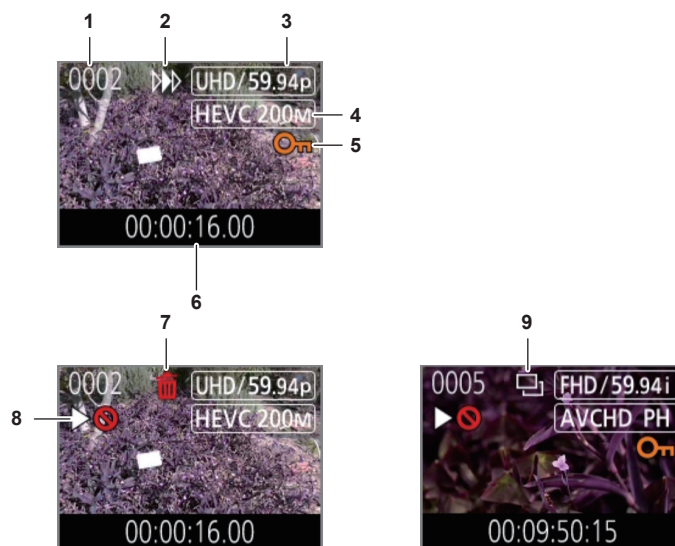 1 2 3
0002 UHD/59.94p
HEVC 200M 4
5
00:00:16.00
6
7 9
0002 UHD/59.94p 0005 FHD/59.94i
8 HEVC 200M AVCHD PH
00:00:16.00 00:09:50:15